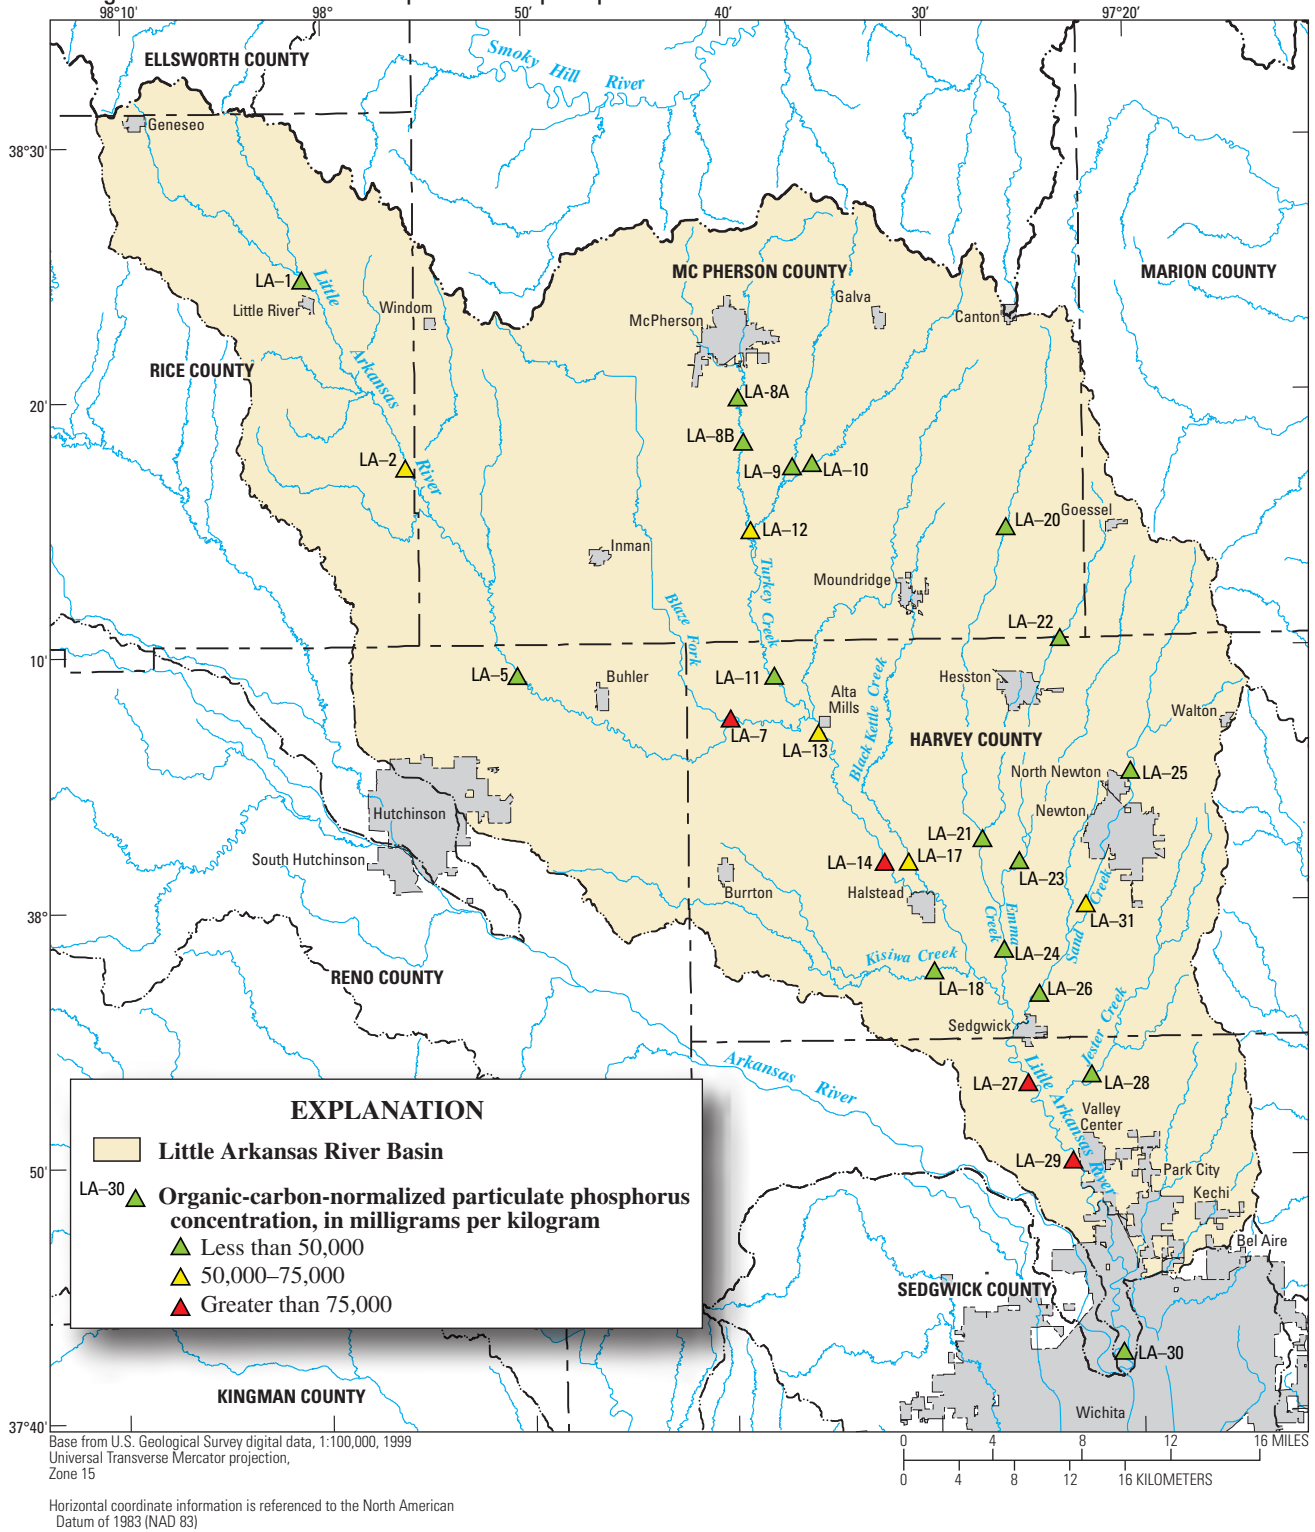 98°10'
98°
50'
40'
30'
97°20'
ELLSWORTH COUNTY
Smoky Hill River
Geneseo
38°30'
MC PHERSON COUNTY
MARION COUNTY
LA–1
Little Arkansas River
Little River
Windom
Galva
McPherson
Canton
RICE COUNTY
20'
LA-8A
LA–8B
LA–2
LA–9
LA–10
LA–20
Goessel
LA–12
Inman
Turkey Creek
Moundridge
Blaze Fork
LA–22
10'
LA–5
Buhler
LA–11
Hesston
Alta
Mills
Black Kettle Creek
Walton
LA–7
LA–13
HARVEY COUNTY
North Newton
LA–25
Hutchinson
Newton
LA–21
South Hutchinson
LA–14
LA–17
LA–23
Burrton
Halstead
38°
Emma
Creek
Sand Creek
LA–31
Kisiwa Creek
LA–24
RENO COUNTY
LA–18
LA–26
Sedgwick
Jester Creek
Arkansas River
Little Arkansas River
LA–27
LA–28
Valley
Center
50'
LA–29
Park City
Kechi
Bel Aire
SEDGWICK COUNTY
LA–30
Wichita
KINGMAN COUNTY
37°40'
EXPLANATION
Little Arkansas River Basin
LA–30
Organic-carbon-normalized particulate phosphorus
concentration, in milligrams per kilogram
Less than 50,000
50,000–75,000
Greater than 75,000
Base from U.S. Geological Survey digital data, 1:100,000, 1999
Universal Transverse Mercator projection,
Zone 15
Horizontal coordinate information is referenced to the North American
Datum of 1983 (NAD 83)
0 4 8 12 16 MILES
0 4 8 12 16 KILOMETERS